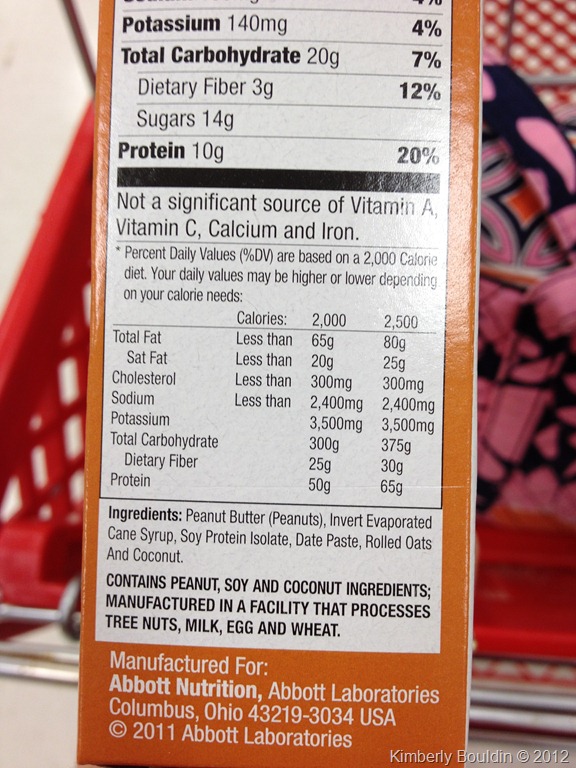 Potassium 140mg 4%
Total Carbohydrate 20g 7%
Dietary Fiber 3g 12%
Sugars 14g
Protein 10g 20%
Not a significant source of Vitamin A,
Vitamin C, Calcium and Iron.
* Percent Daily Values (%DV) are based on a 2,000 Calorie
diet. Your daily values may be higher or lower depending
on your calorie needs:
Calories: 2,000 2,500
Total Fat Less than 65g 80g
Sat Fat Less than 20g 25g
Cholesterol Less than 300mg 300mg
Sodium Less than 2,400mg 2,400mg
Potassium 3,500mg 3,500mg
Total Carbohydrate 300g 375g
Dietary Fiber 25g 30g
Protein 50g 65g
Ingredients: Peanut Butter (Peanuts), Invert Evaporated
Cane Syrup, Soy Protein Isolate, Date Paste, Rolled Oats
And Coconut.
CONTAINS PEANUT, SOY AND COCONUT INGREDIENTS;
MANUFACTURED IN A FACILITY THAT PROCESSES
TREE NUTS, MILK, EGG AND WHEAT.
Manufactured For:
Abbott Nutrition, Abbott Laboratories
Columbus, Ohio 43219-3034 USA
© 2011 Abbott Laboratories
Kimberly Bouldin © 2012